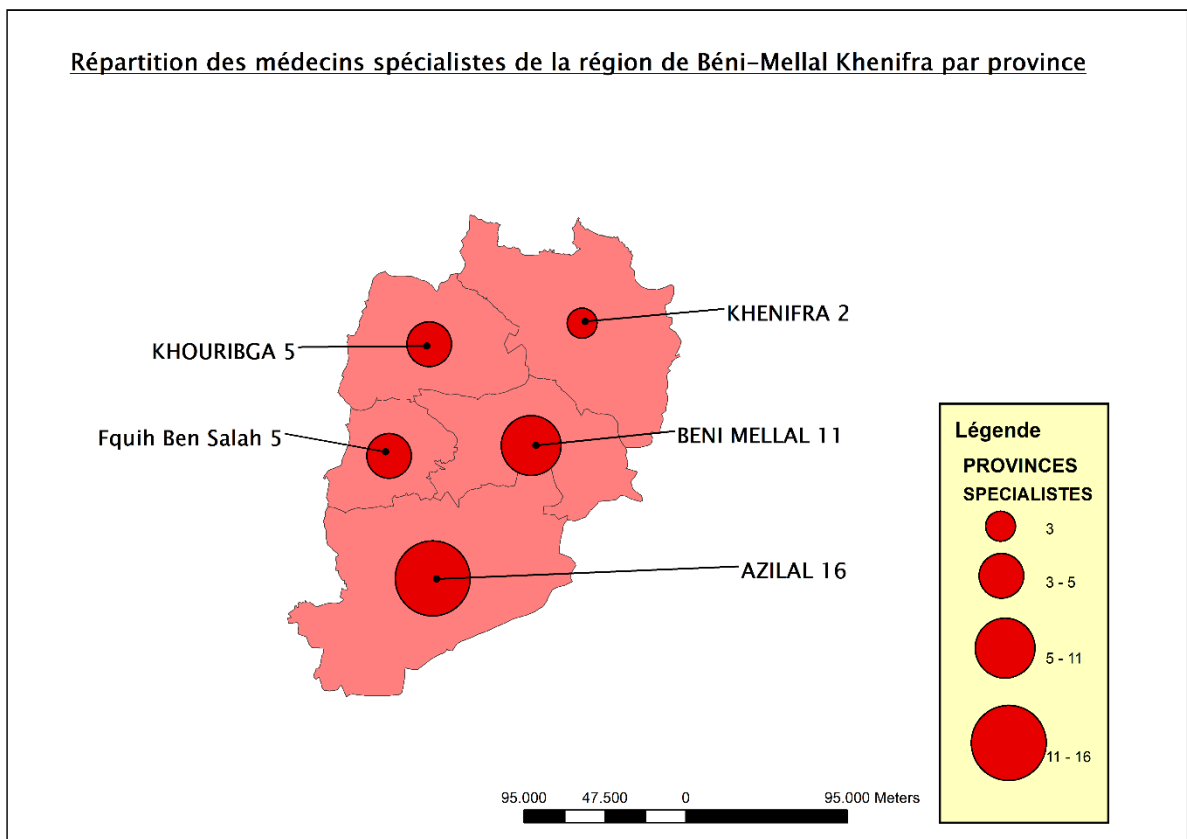 Répartition des médecins spécialistes de la région de Béni-Mellal Khenifra par province
KHENIFRA 2
KHOURIBGA 5
Fquih Ben Salah 5
BENI MELLAL 11
AZILAL 16
Légende
PROVINCES
SPECIALISTES
3
3 - 5
5 - 11
11 - 16
95.000 47.500 0 95.000 Meters